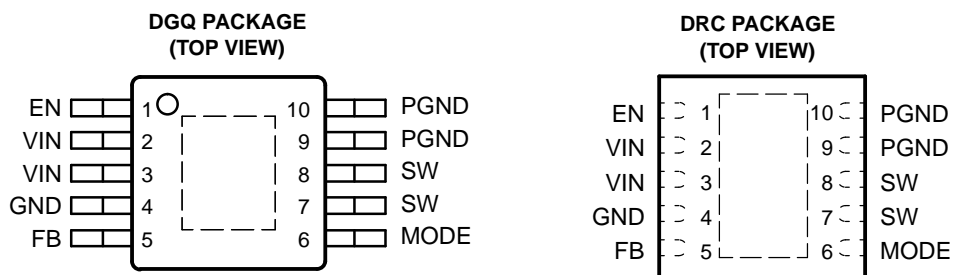 DGQ PACKAGE
(TOP VIEW)
EN 1 10 PGND
VIN 2 9 PGND
VIN 3 8 SW
GND 4 7 SW
FB 5 6 MODE
DRC PACKAGE
(TOP VIEW)
EN 1 10 PGND
VIN 2 9 PGND
VIN 3 8 SW
GND 4 7 SW
FB 5 6 MODE